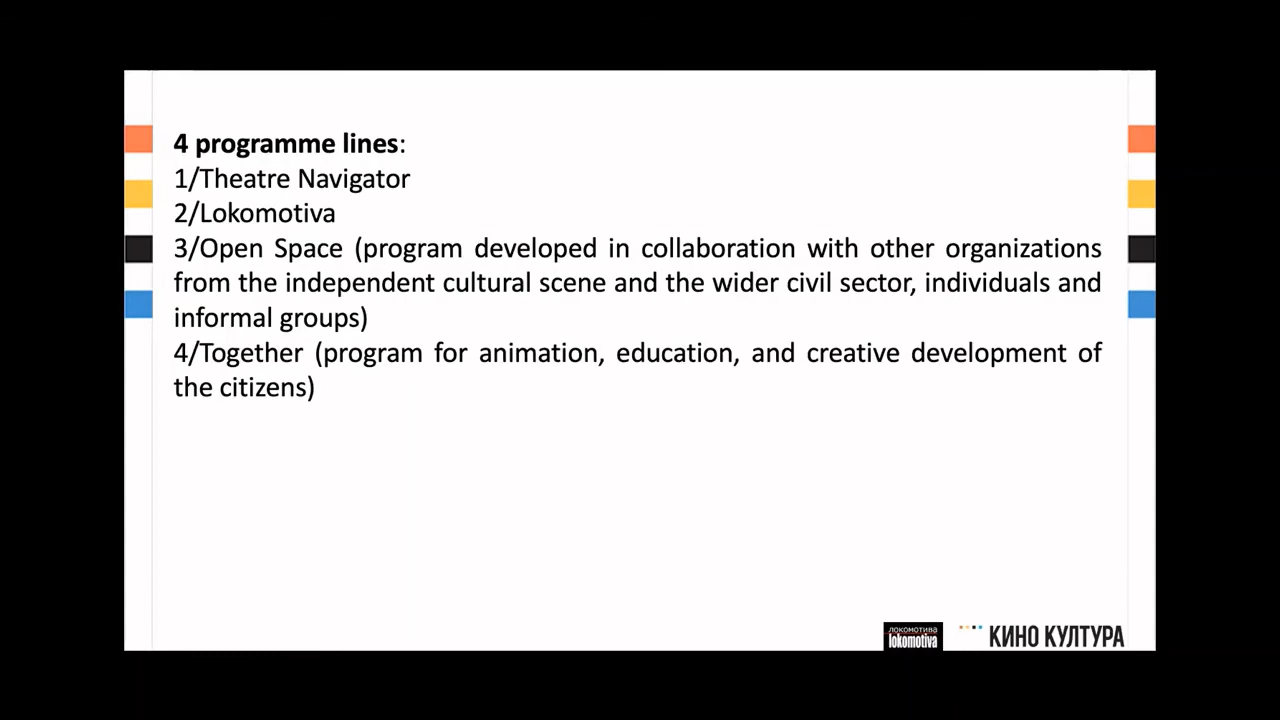 4 programme lines:
1/Theatre Navigator
2/Lokomotiva
3/Open Space (program developed in collaboration with other organizations
from the independent cultural scene and the wider civil sector, individuals and
informal groups)
4/Together (program for animation, education, and creative development of
the citizens)
локомотива
lokomotiva
КИНО КУЛТУРА